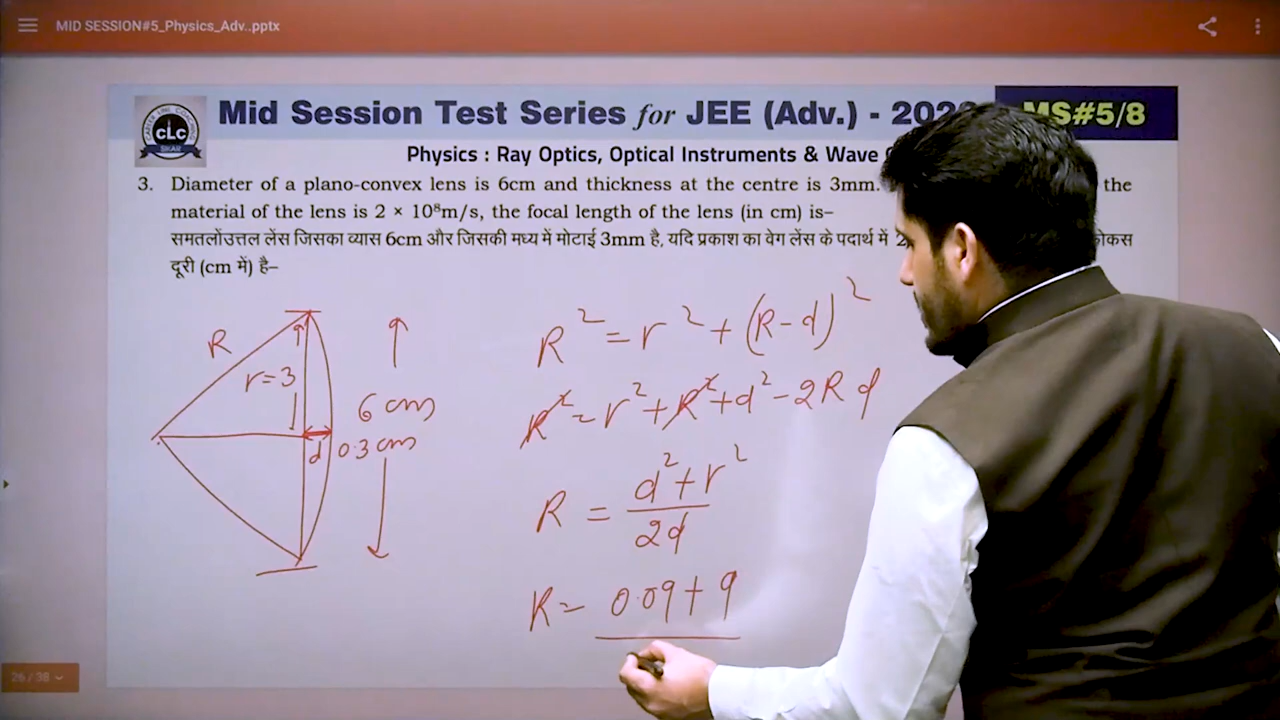 MID SESSION#5_Physics_Adv..pptx
CLC
SIKAR
Mid Session Test Series for JEE (Adv.) - 202
MS#5/8
Physics : Ray Optics, Optical Instruments & Wave
3. Diameter of a plano-convex lens is 6cm and thickness at the centre is 3mm. the
material of the lens is 2 × 10⁸m/s, the focal length of the lens (in cm) is–
समतलोंउत्तल लेंस जिसका व्यास 6cm और जिसकी मध्य में मोटाई 3mm है, यदि प्रकाश का वेग लेंस के पदार्थ में 2
दूरी (cm में) है–
R
r=3
6 cm
d 0.3 cm
R² = r² + (R-d)²
R² = r² + R² + d² - 2Rd
R = d² + r²
2d
R = 0.09 + 9
26 / 38